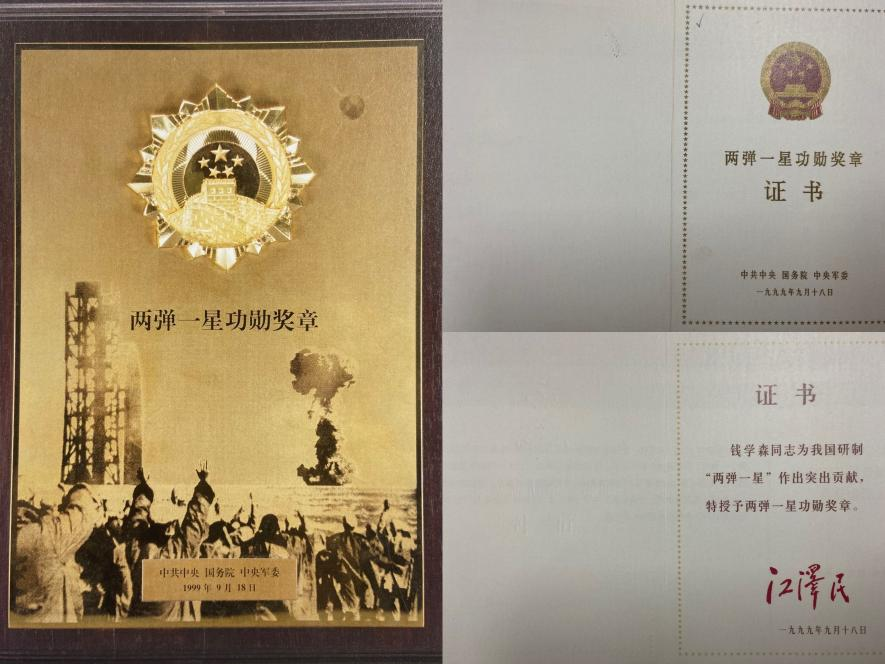 两弹一星功勋奖章
中共中央 国务院 中央军委
1999年9月18日
两弹一星功勋奖章
证书
中共中央 国务院 中央军委
一九九九年九月十八日
证书
钱学森同志为我国研制
“两弹一星”作出突出贡献，
特授予两弹一星功勋奖章。
江泽民
一九九九年九月十八日